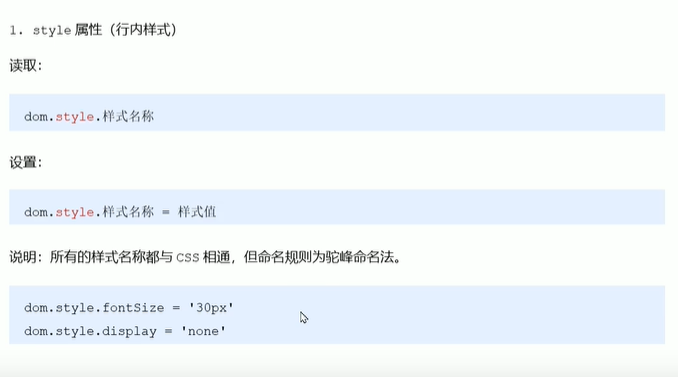 1. style 属性（行内样式）
读取：
dom.style.样式名称
设置：
dom.style.样式名称 = 样式值
说明：所有的样式名称都与 CSS 相通，但命名规则为驼峰命名法。
dom.style.fontSize = '30px'
dom.style.display = 'none'